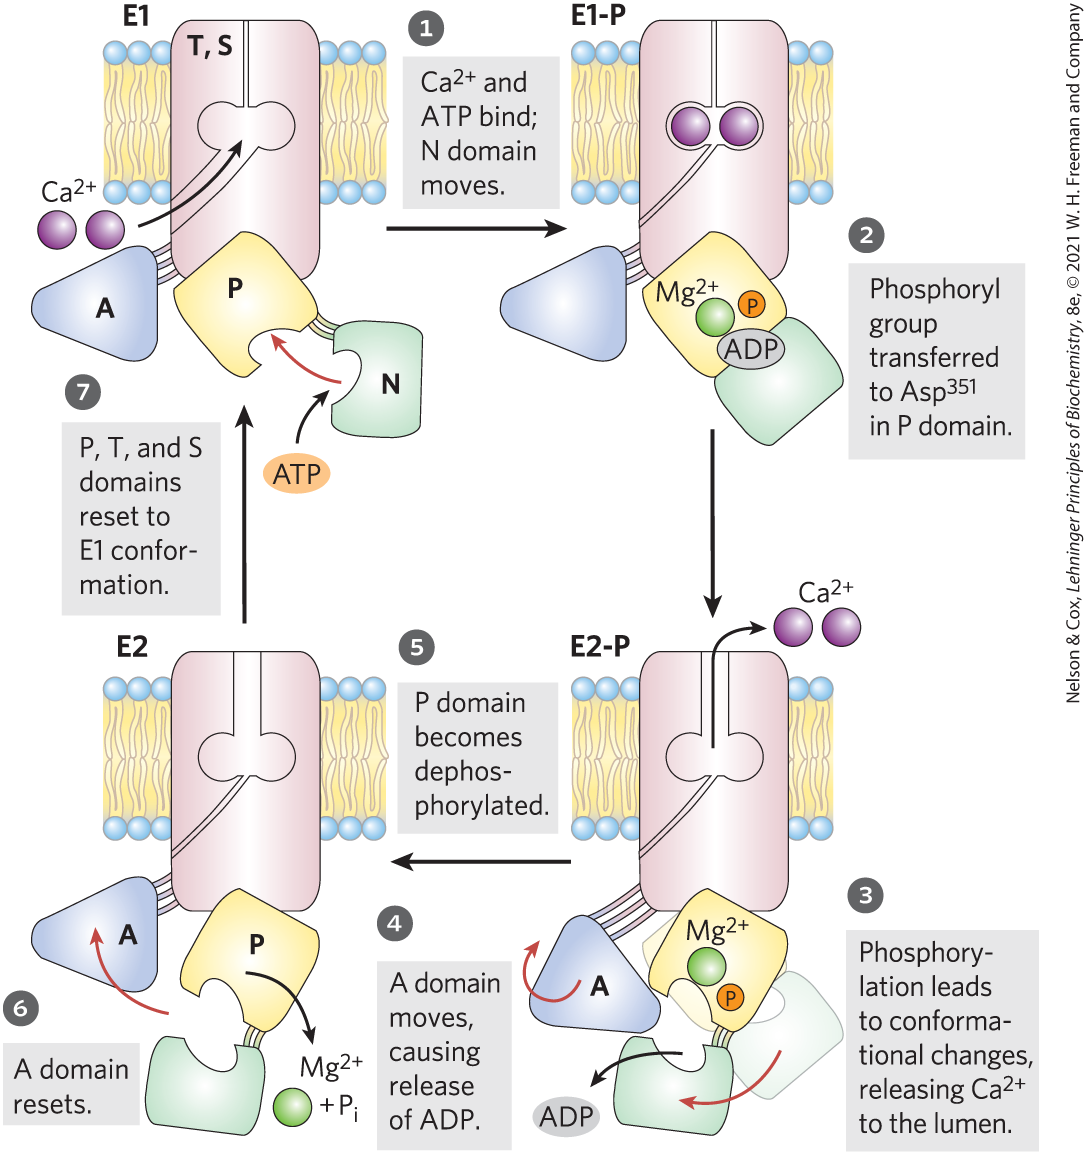 E1
T, S
1
Ca2+ and
ATP bind;
N domain
moves.
E1-P
Ca2+
A
P
N
ATP
Mg2+
P
ADP
2
Phosphoryl
group
transferred
to Asp351
in P domain.
7
P, T, and S
domains
reset to
E1 confor-
mation.
Ca2+
E2
5
P domain
becomes
dephos-
phorylated.
E2-P
A
P
Mg2+
+Pi
6
A domain
resets.
4
A domain
moves,
causing
release
of ADP.
Mg2+
P
A
ADP
3
Phosphory-
lation leads
to conforma-
tional changes,
releasing Ca2+
to the lumen.
Nelson & Cox, Lehninger Principles of Biochemistry, 8e, © 2021 W. H. Freeman and Company